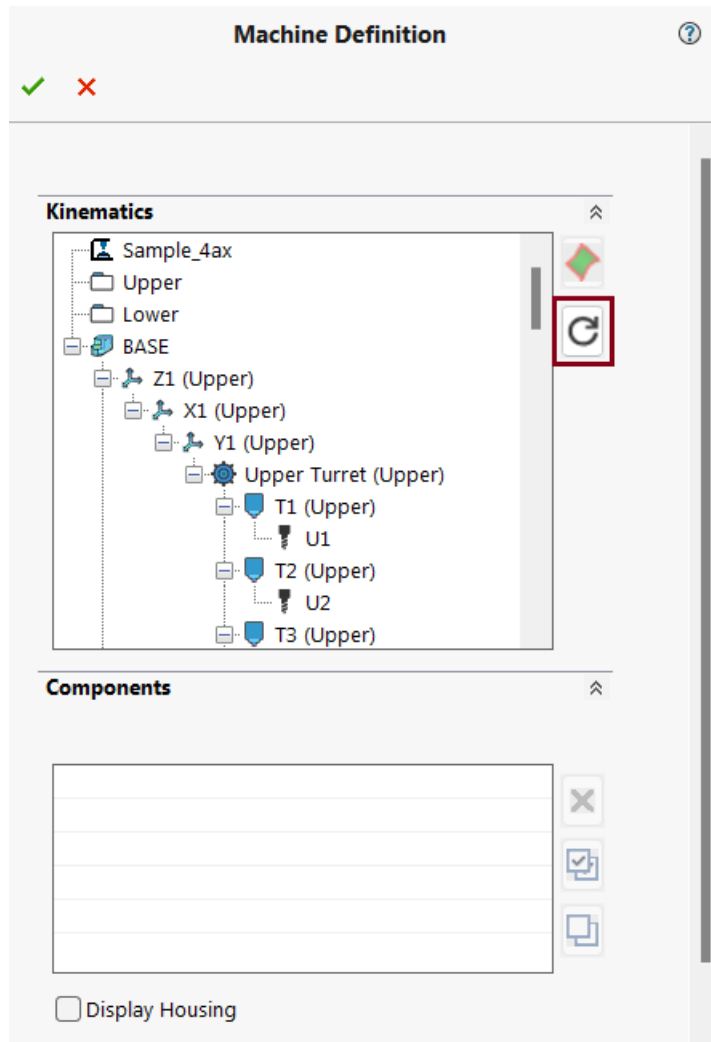 Machine Definition
Kinematics
Sample_4ax
Upper
Lower
BASE
Z1 (Upper)
X1 (Upper)
Y1 (Upper)
Upper Turret (Upper)
T1 (Upper)
U1
T2 (Upper)
U2
T3 (Upper)
Components
Display Housing